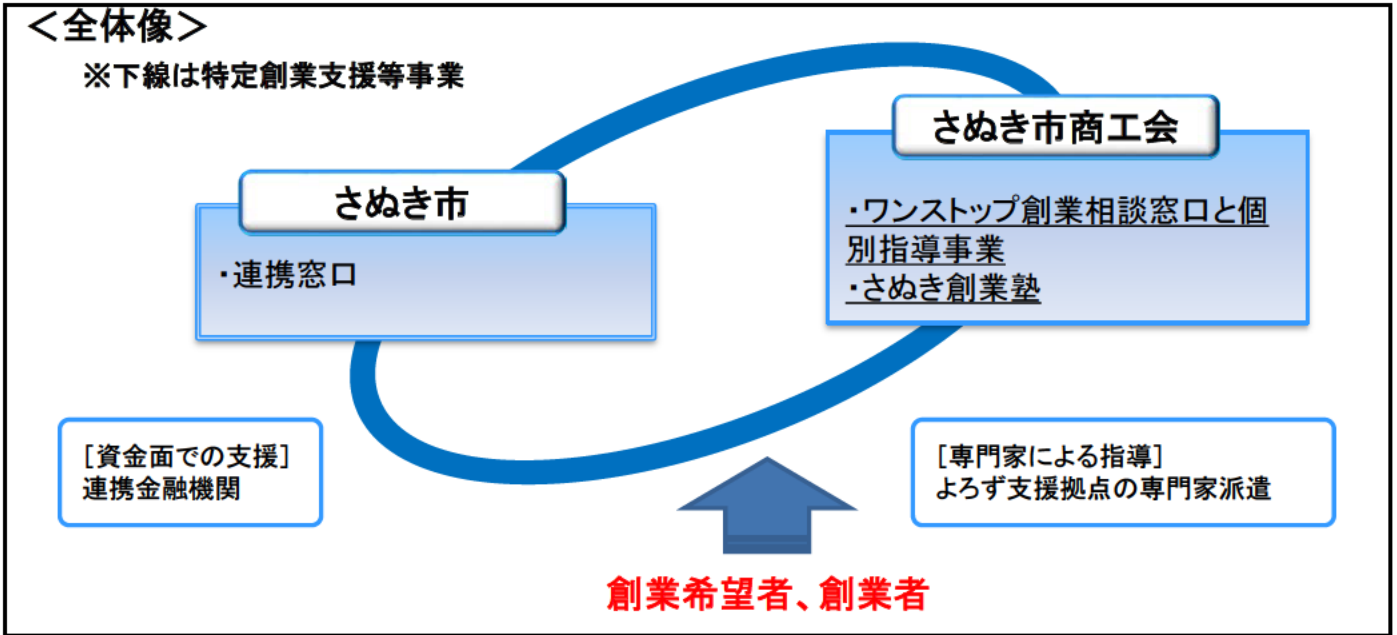 ＜全体像＞
※下線は特定創業支援等事業
さぬき市
・連携窓口
さぬき市商工会
・ワンストップ創業相談窓口と個
別指導事業
・さぬき創業塾
[資金面での支援]
連携金融機関
[専門家による指導]
よろず支援拠点の専門家派遣
創業希望者、創業者